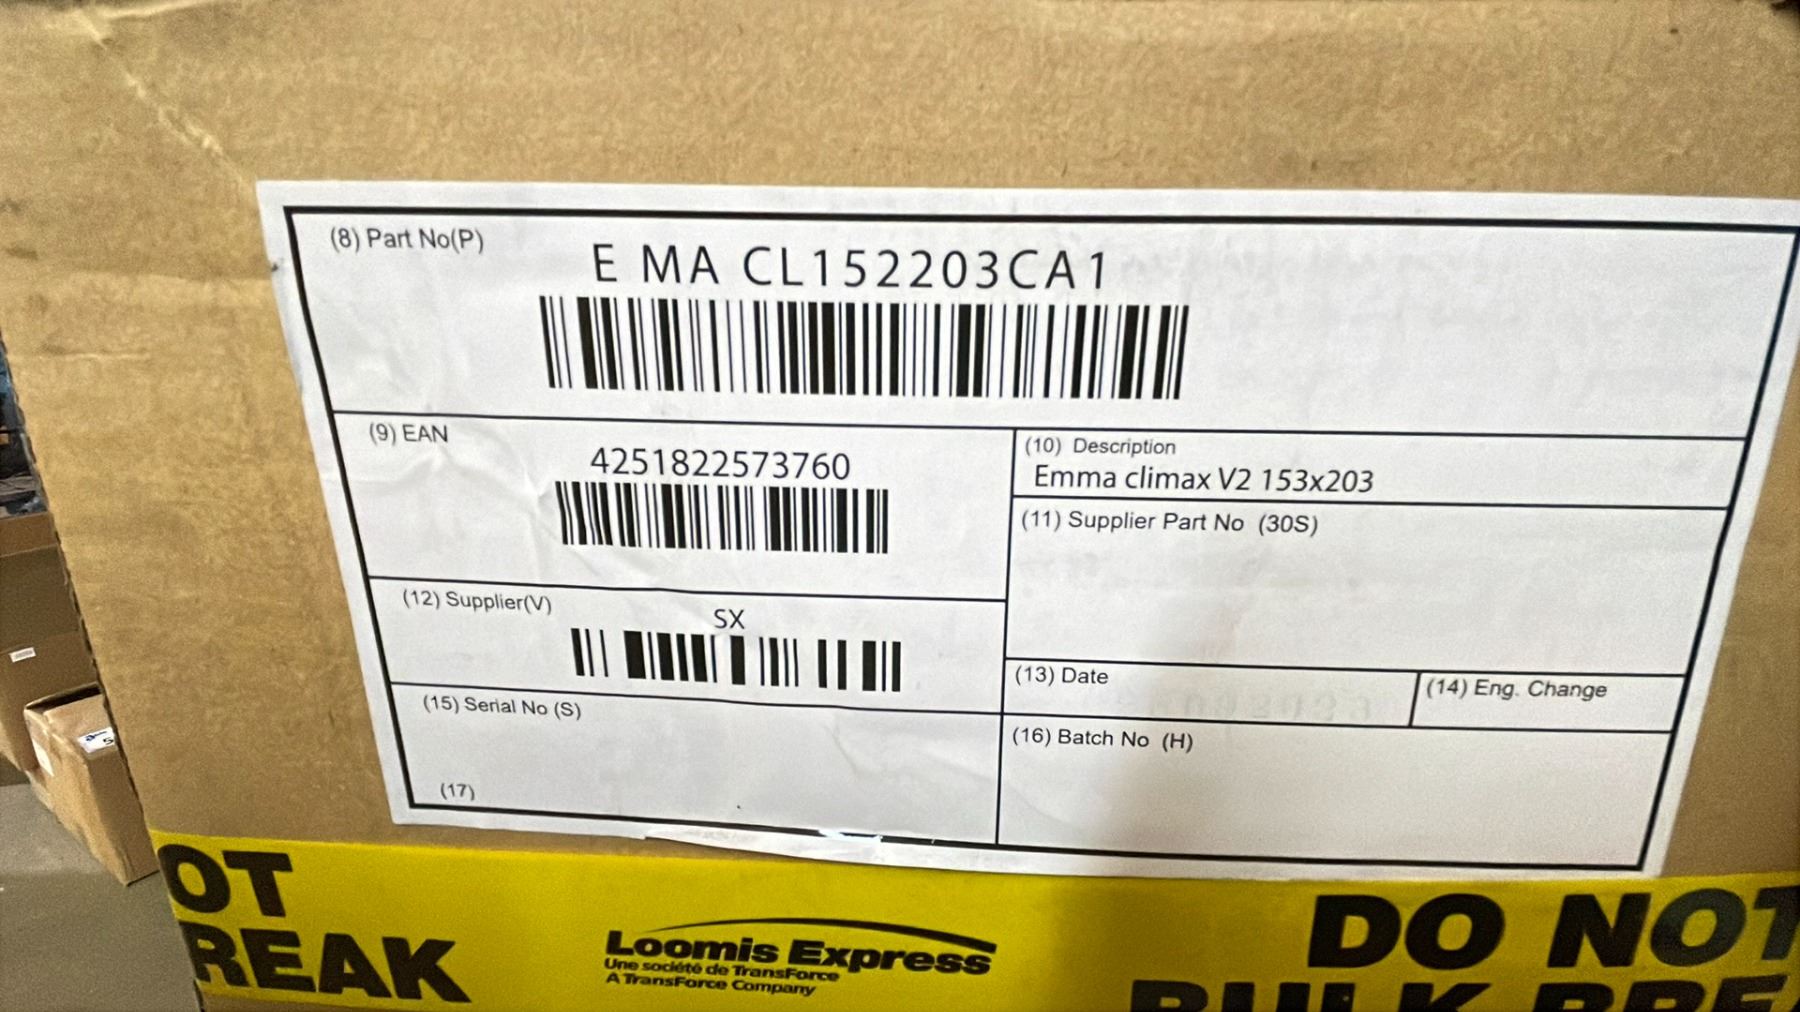 (8) Part No(P)
E MA CL152203CA1
(9) EAN
4251822573760
(10) Description
Emma climax V2 153x203
(11) Supplier Part No (30S)
(12) Supplier(V)
SX
(13) Date
(14) Eng. Change
(15) Serial No (S)
(16) Batch No (H)
(17)
OT
REAK
Loomis Express
Une société de TransForce
A TransForce Company
DO NOT
BULK BREA